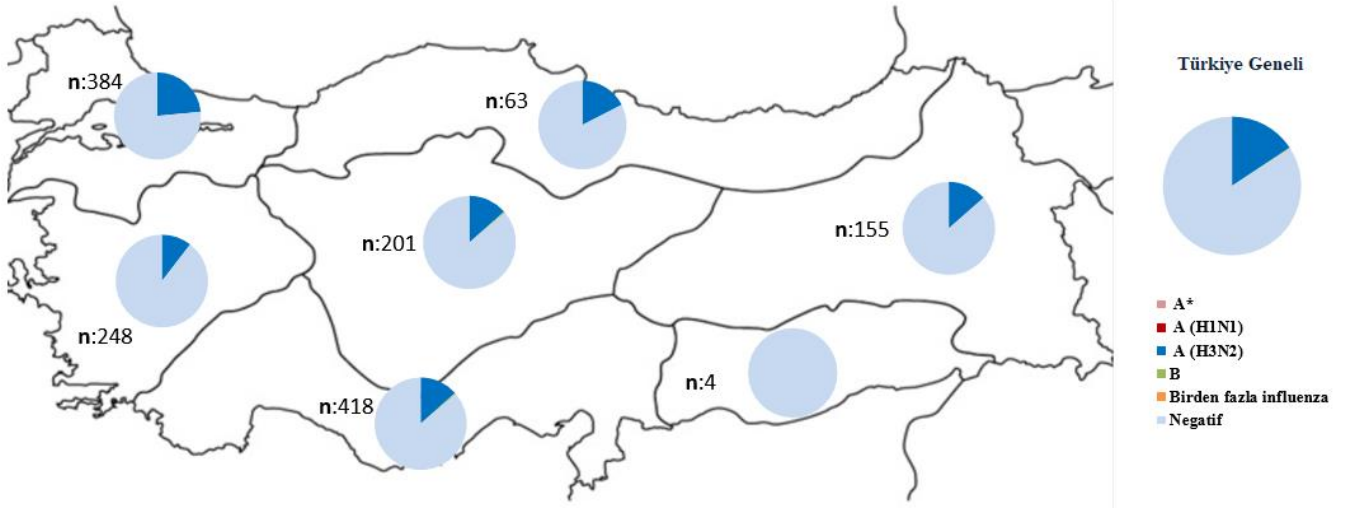 n:384
n:63
n:201
n:155
n:248
n:418
n:4
Türkiye Geneli
A*
A (H1N1)
A (H3N2)
B
Birden fazla influenza
Negatif